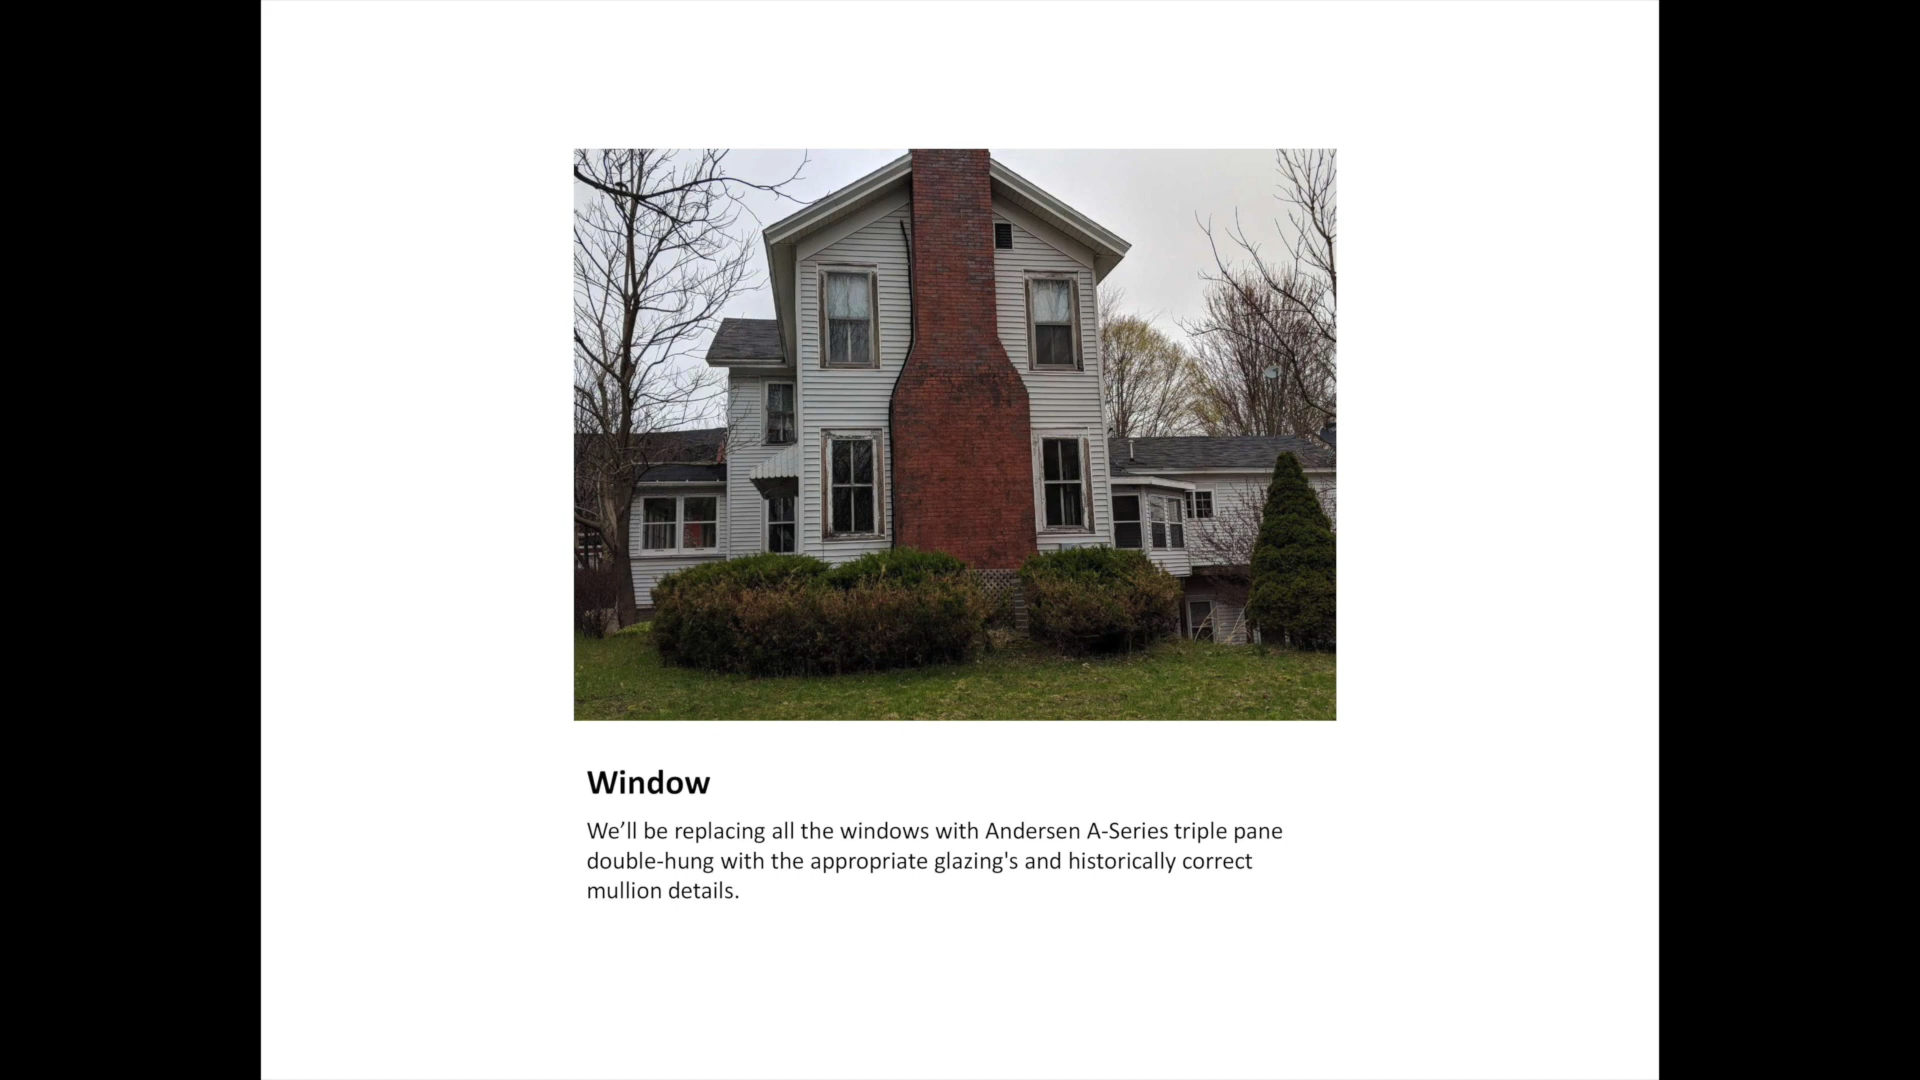 Window
We’ll be replacing all the windows with Andersen A-Series triple pane
double-hung with the appropriate glazing's and historically correct
mullion details.